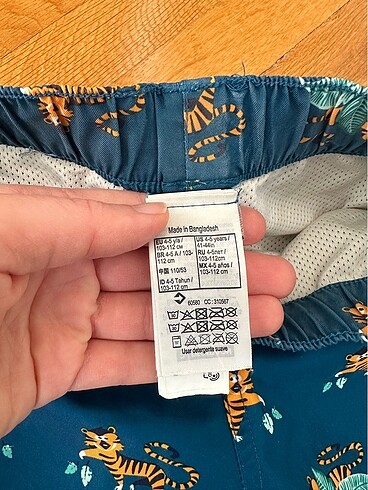 Made in Bangladesh
EU 4-5 y/a /
103-112 cm
BR 4-5 A / 103-
112 cm
中国 110/53
ID 4-5 Tahun /
103-112 cm
US 4-5 years /
41-44in
RU 4-5лет /
103-112cm
MX 4-5 años /
103-112 cm
60580 CC: 310567
Usar detergente suave